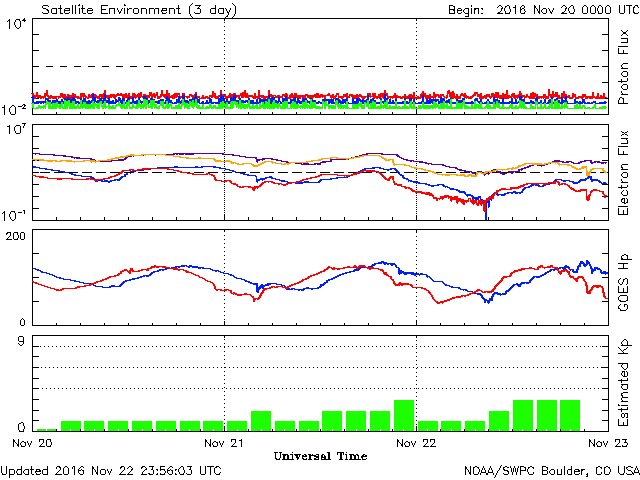 Satellite Environment (3 day)
Begin: 2016 Nov 20 0000 UTC
10⁴
10⁻²
Proton Flux
10⁷
10⁻¹
Electron Flux
200
0
GOES Hp
9
0
Estimated Kp
Nov 20
Nov 21
Nov 22
Nov 23
Universal Time
Updated 2016 Nov 22 23:56:03 UTC
NOAA/SWPC Boulder, CO USA